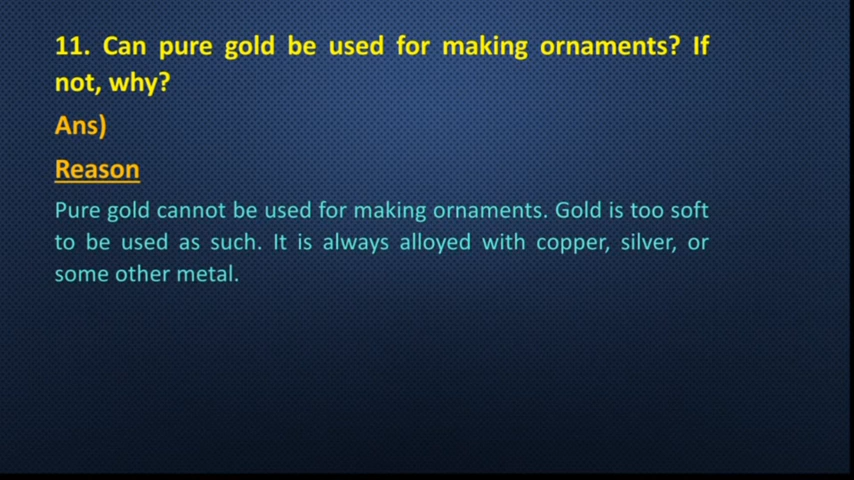 11. Can pure gold be used for making ornaments? If
not, why?
Ans)
Reason
Pure gold cannot be used for making ornaments. Gold is too soft
to be used as such. It is always alloyed with copper, silver, or
some other metal.